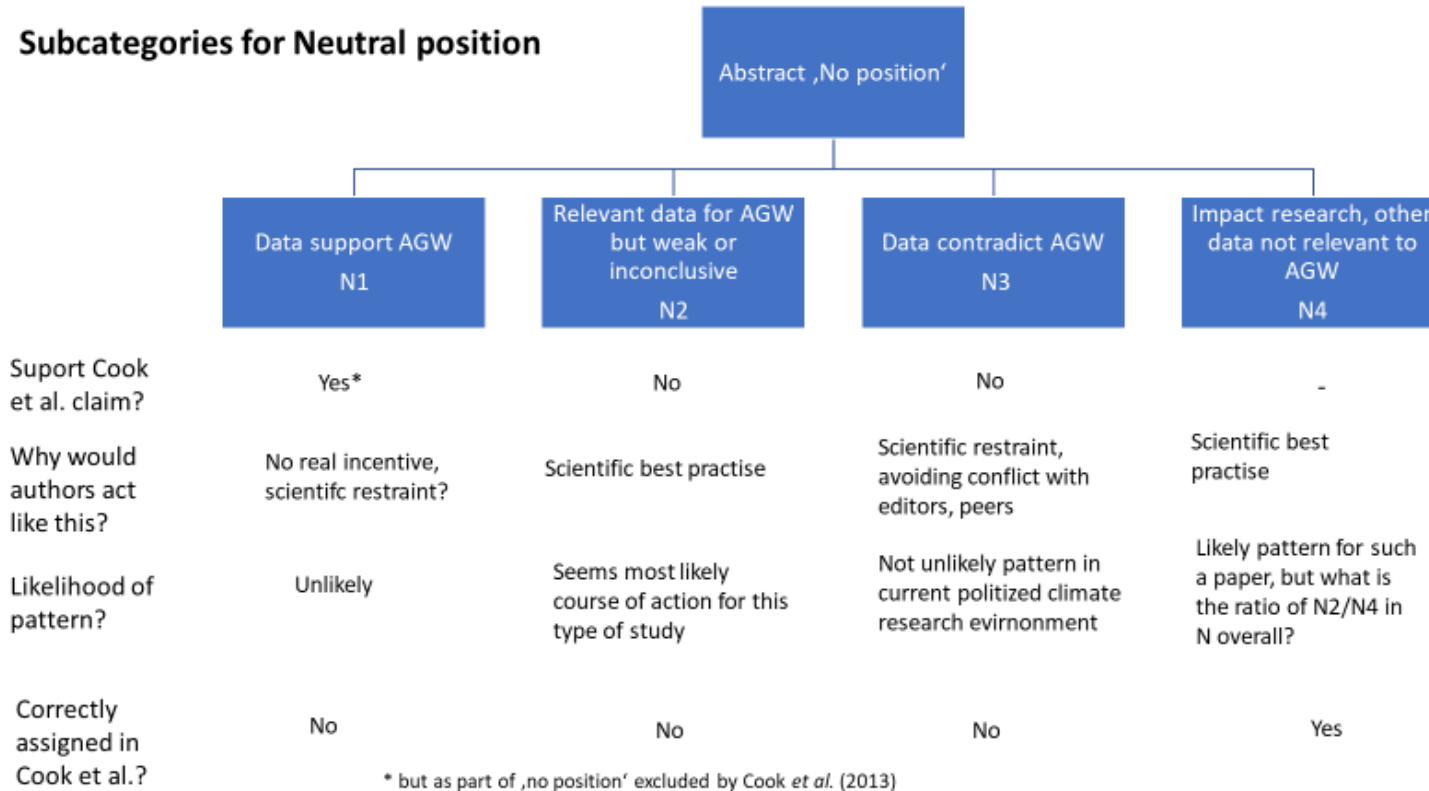 Subcategories for Neutral position
Abstract ‚No position‘
Data support AGW
N1
Relevant data for AGW
but weak or
inconclusive
N2
Data contradict AGW
N3
Impact research, other
data not relevant to
AGW
N4
Suport Cook
et al. claim?
Yes*
No
No
-
Why would
authors act
like this?
No real incentive,
scientifc restraint?
Scientific best practise
Scientific restraint,
avoiding conflict with
editors, peers
Scientific best
practise
Likelihood of
pattern?
Unlikely
Seems most likely
course of action for this
type of study
Not unlikely pattern in
current politized climate
research evirnonment
Likely pattern for such
a paper, but what is
the ratio of N2/N4 in
N overall?
Correctly
assigned in
Cook et al.?
No
No
No
Yes
* but as part of ‚no position‘ excluded by Cook et al. (2013)